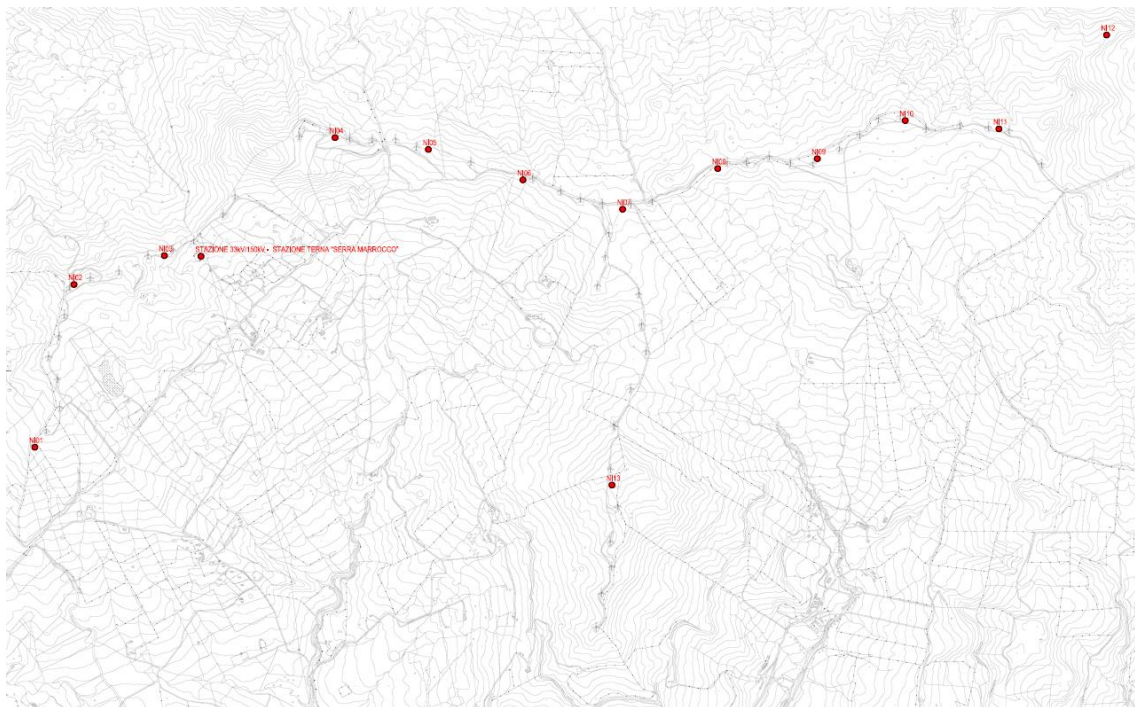 NI12
NI10
NI11
NI04
NI05
NI09
NI08
NI06
NI07
NI03
STAZIONE 33kV/150kV - STAZIONE TERNA "SERRA MARROCCO"
NI02
NI01
NI13